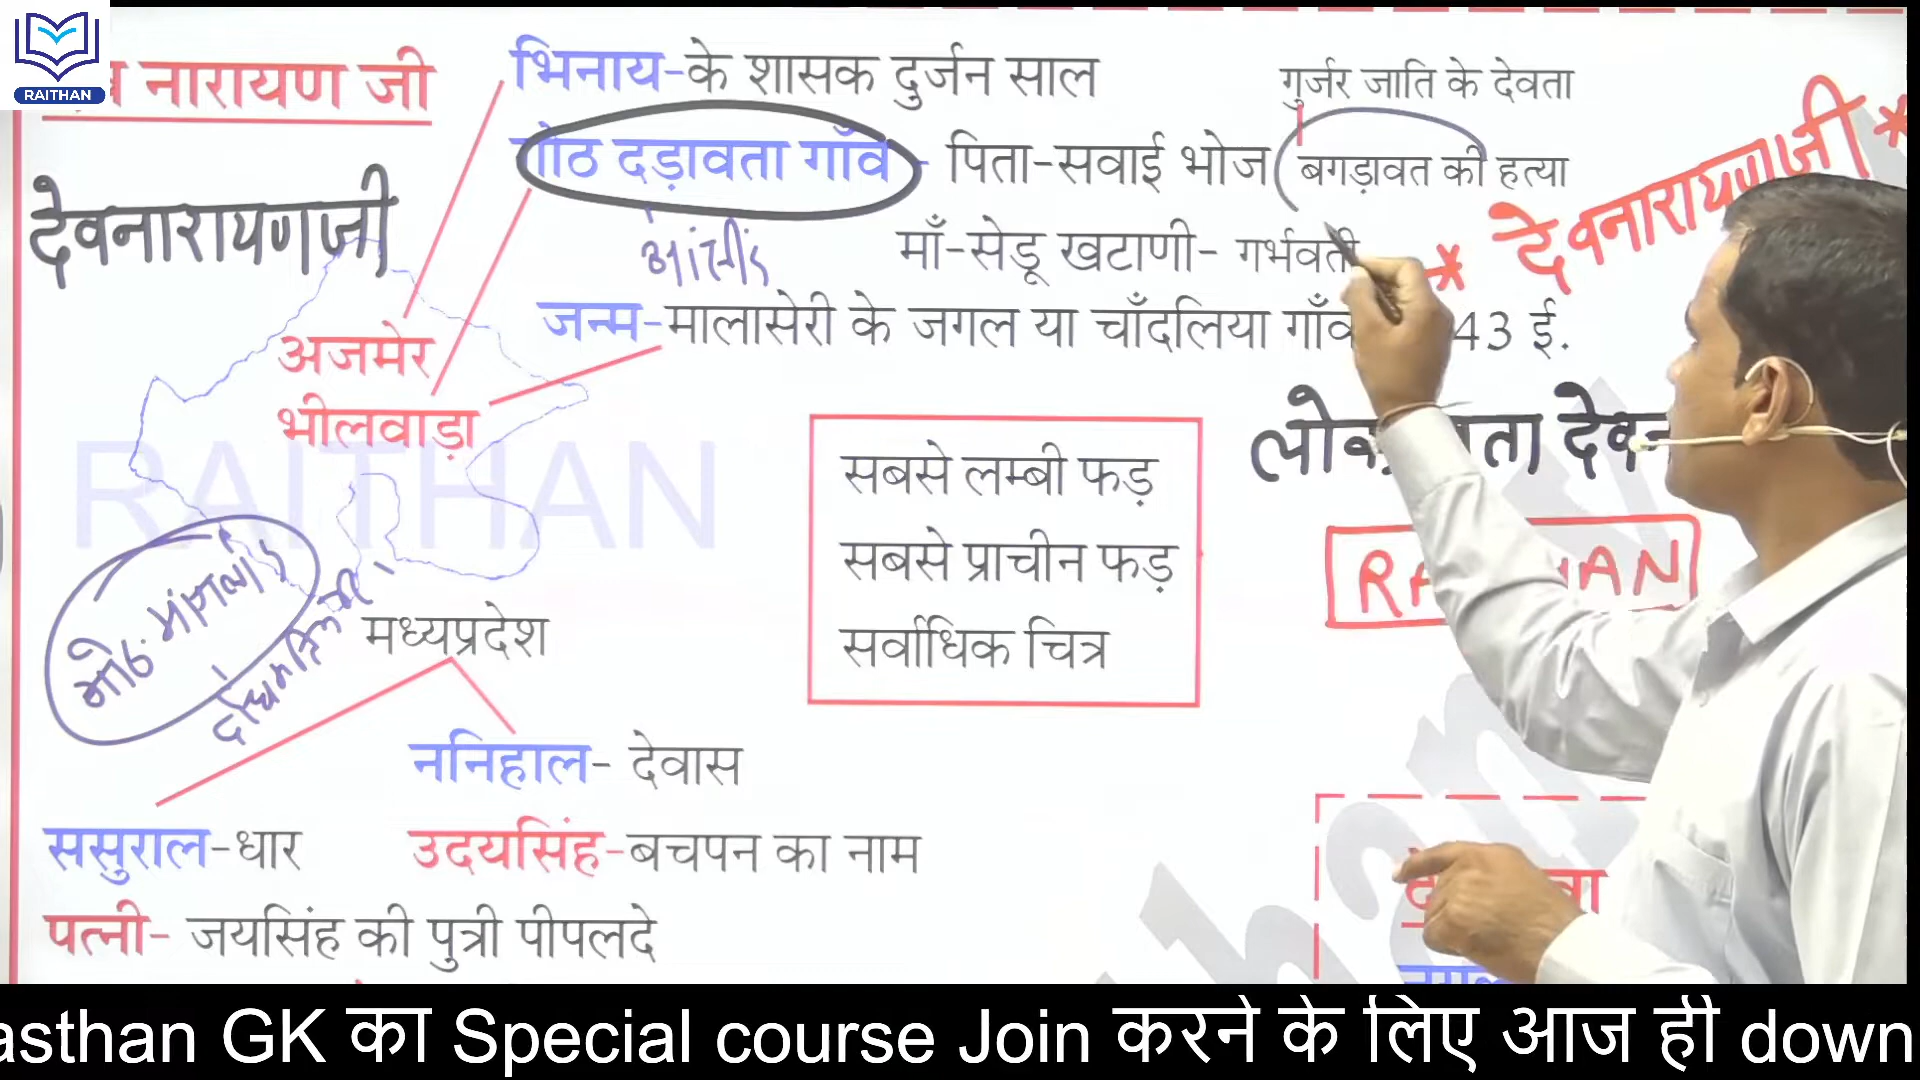 RAITHAN
नारायण जी
भिनाय-के शासक दुर्जन साल
गुर्जर जाति के देवता
गोठ दड़ावता गाँव - पिता-सवाई भोज
बगड़ावत की हत्या
देवनारायणजी
देवनारायणजी
माँ-सेडू खटाणी- गर्भवती
जन्म-मालासेरी के जगल या चाँदलिया गाँव 43 ई.
अजमेर
भीलवाड़ा
RAITHAN
सबसे लम्बी फड़
सबसे प्राचीन फड़
सर्वाधिक चित्र
मध्यप्रदेश
ननिहाल- देवास
ससुराल-धार
उदयसिंह-बचपन का नाम
पत्नी- जयसिंह की पुत्री पीपलदे
asthan GK का Special course Join करने के लिए आज ही down